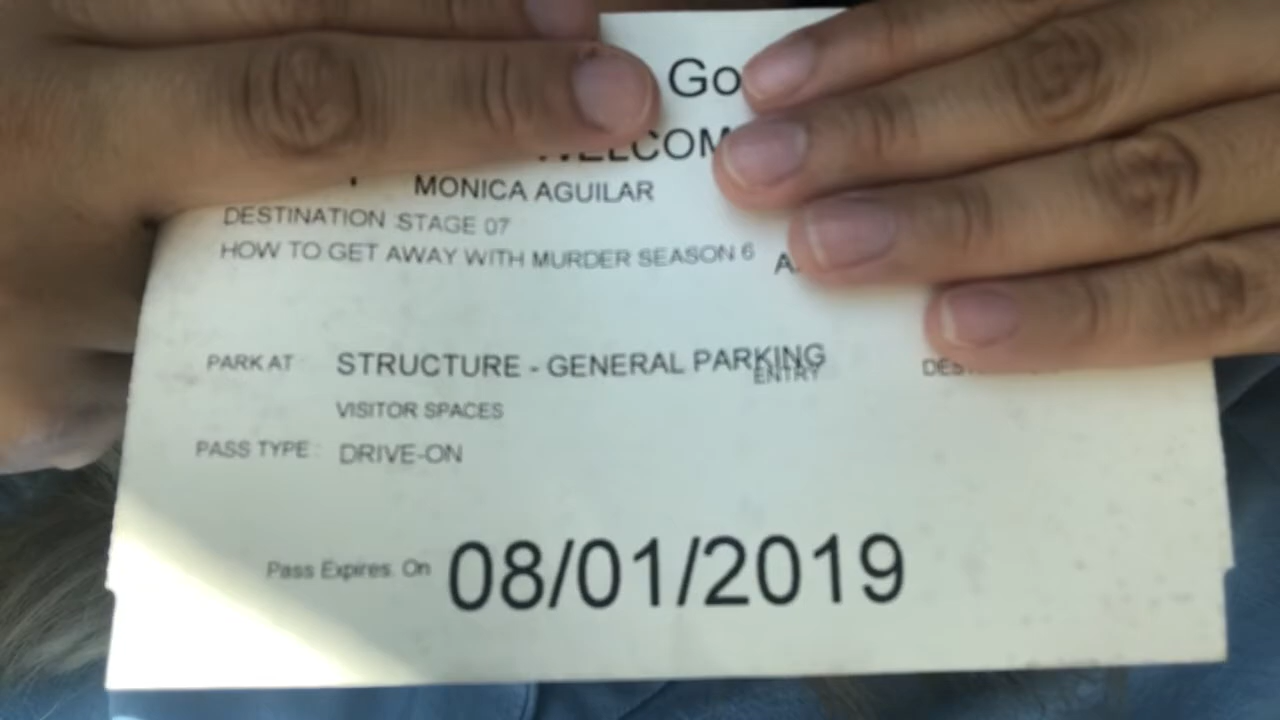 Go
WELCOM
MONICA AGUILAR
DESTINATION STAGE 07
HOW TO GET AWAY WITH MURDER SEASON 6
PARK AT STRUCTURE - GENERAL PARKING
ENTRY
VISITOR SPACES
PASS TYPE : DRIVE-ON
Pass Expires On 08/01/2019